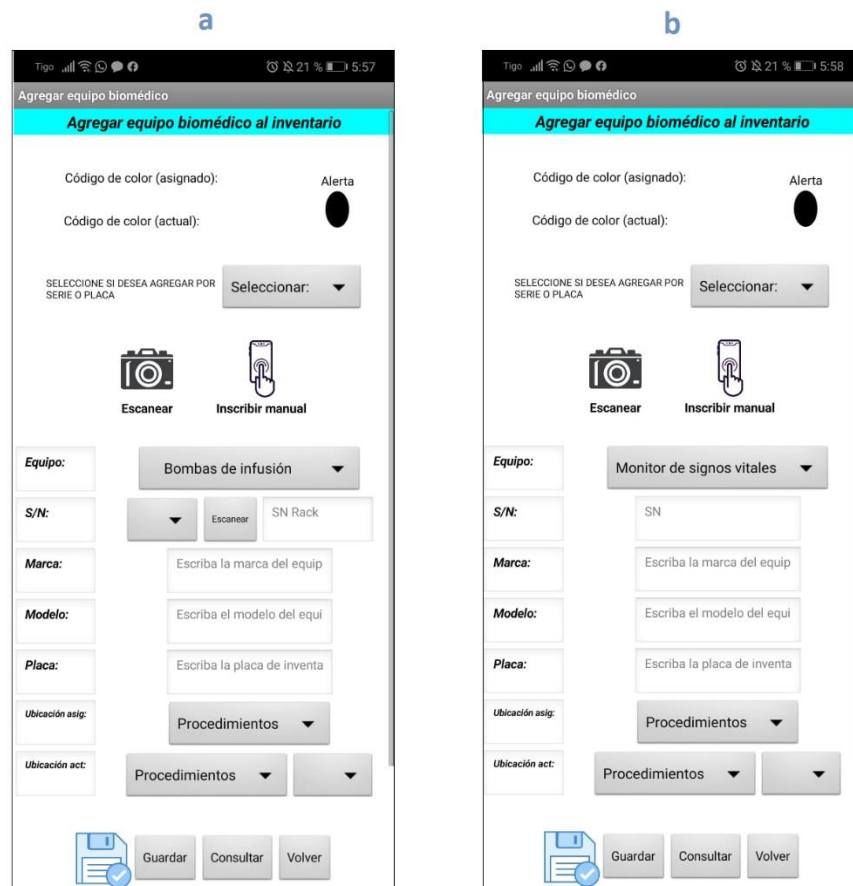 a
Tigo 21 % 5:57
Agregar equipo biomédico
Agregar equipo biomédico al inventario
Código de color (asignado):
Alerta
Código de color (actual):
SELECCIONE SI DESEA AGREGAR POR
SERIE O PLACA
Seleccionar:
Escanear Inscribir manual
Equipo: Bombas de infusión
S/N: Escanear SN Rack
Marca: Escriba la marca del equip
Modelo: Escriba el modelo del equi
Placa: Escriba la placa de inventa
Ubicación asig: Procedimientos
Ubicación act: Procedimientos
Guardar Consultar Volver
b
Tigo 21 % 5:58
Agregar equipo biomédico
Agregar equipo biomédico al inventario
Código de color (asignado):
Alerta
Código de color (actual):
SELECCIONE SI DESEA AGREGAR POR
SERIE O PLACA
Seleccionar:
Escanear Inscribir manual
Equipo: Monitor de signos vitales
S/N: SN
Marca: Escriba la marca del equip
Modelo: Escriba el modelo del equi
Placa: Escriba la placa de inventa
Ubicación asig: Procedimientos
Ubicación act: Procedimientos
Guardar Consultar Volver